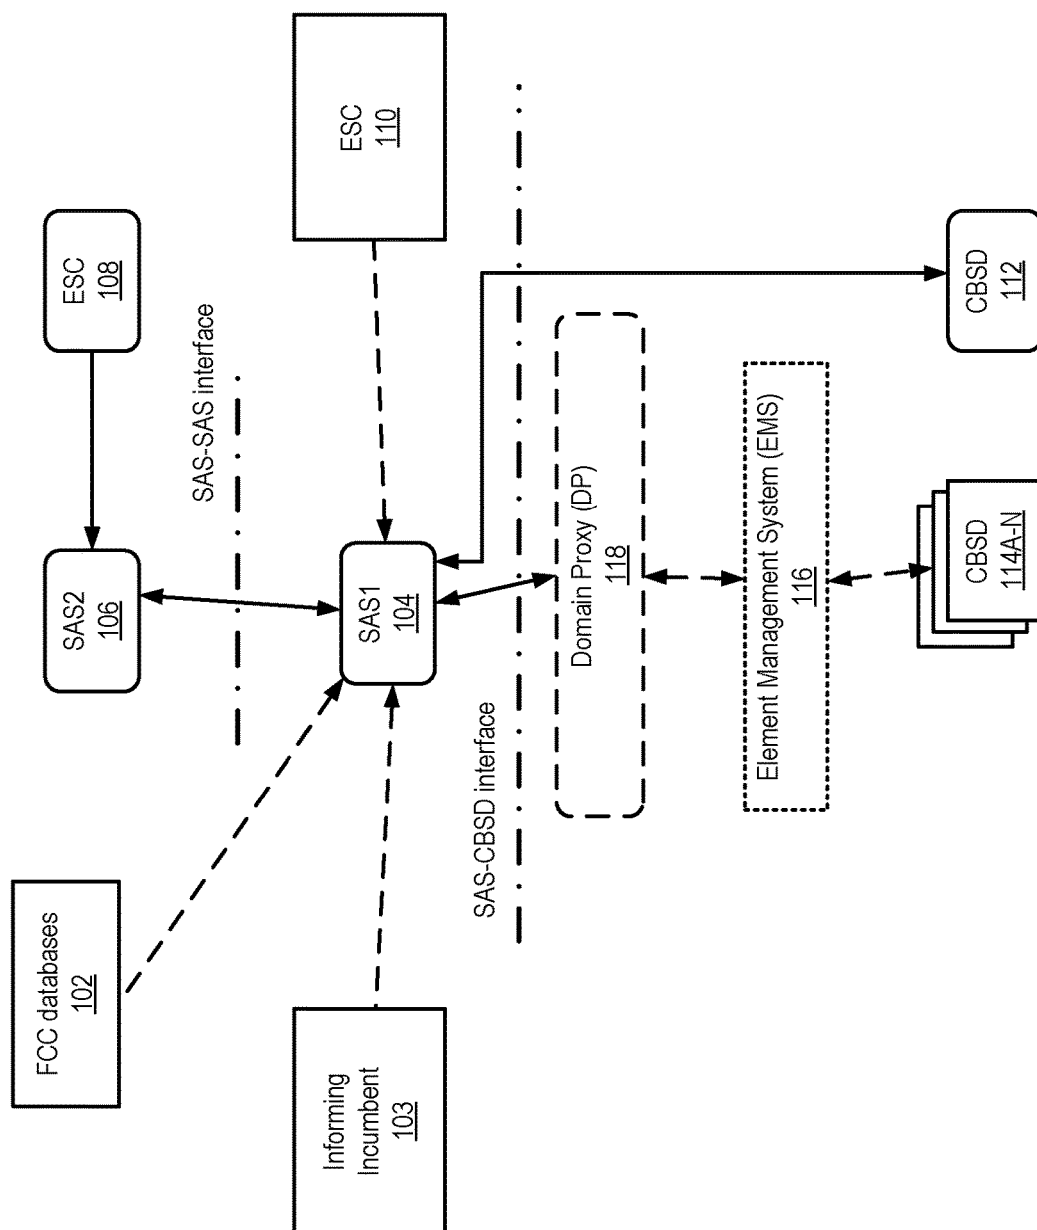 FCC databases
102
SAS2
106
ESC
108
SAS-SAS interface
Informing
Incumbent
103
SAS1
104
ESC
110
SAS-CBSD interface
Domain Proxy (DP)
118
Element Management System (EMS)
116
CBSD
114A-N
CBSD
112